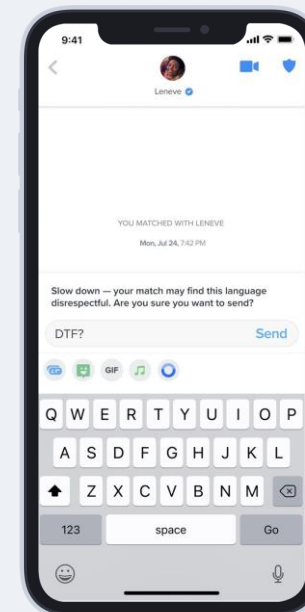 9:41
Leneve
YOU MATCHED WITH LENEVE
Mon, Jul 24, 7:42 PM
Slow down — your match may find this language
disrespectful. Are you sure you want to send?
DTF? Send
GIF
Q W E R T Y U I O P
A S D F G H J K L
Z X C V B N M
123 space Go